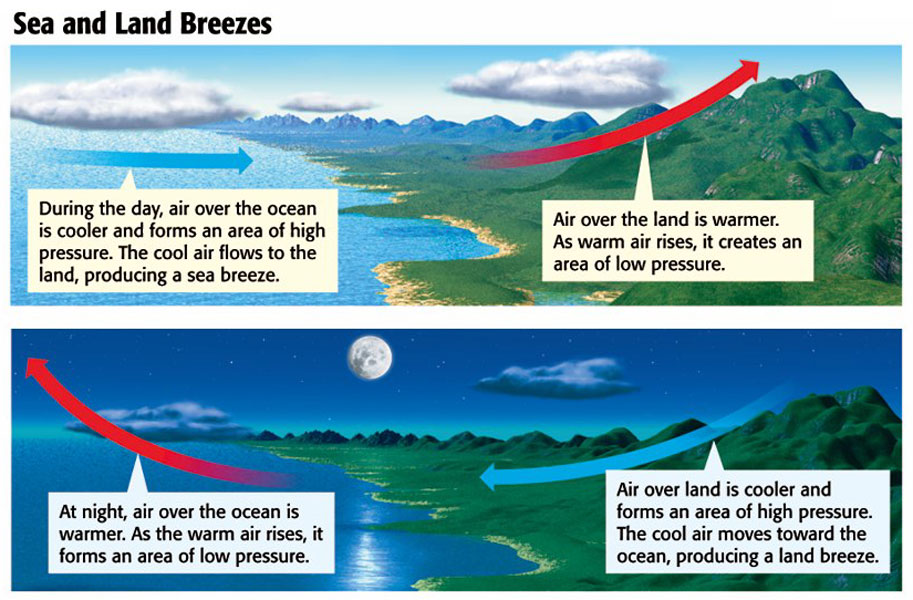 Sea and Land Breezes
During the day, air over the ocean
is cooler and forms an area of high
pressure. The cool air flows to the
land, producing a sea breeze.
Air over the land is warmer.
As warm air rises, it creates an
area of low pressure.
At night, air over the ocean is
warmer. As the warm air rises, it
forms an area of low pressure.
Air over land is cooler and
forms an area of high pressure.
The cool air moves toward the
ocean, producing a land breeze.